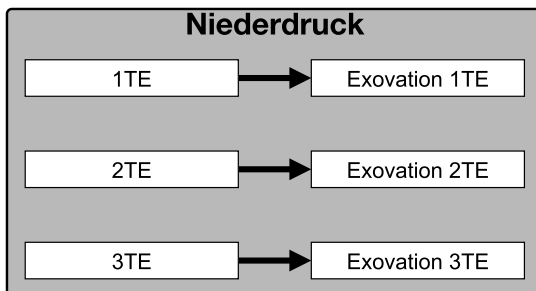 Niederdruck
1TE
Exovation 1TE
2TE
Exovation 2TE
3TE
Exovation 3TE